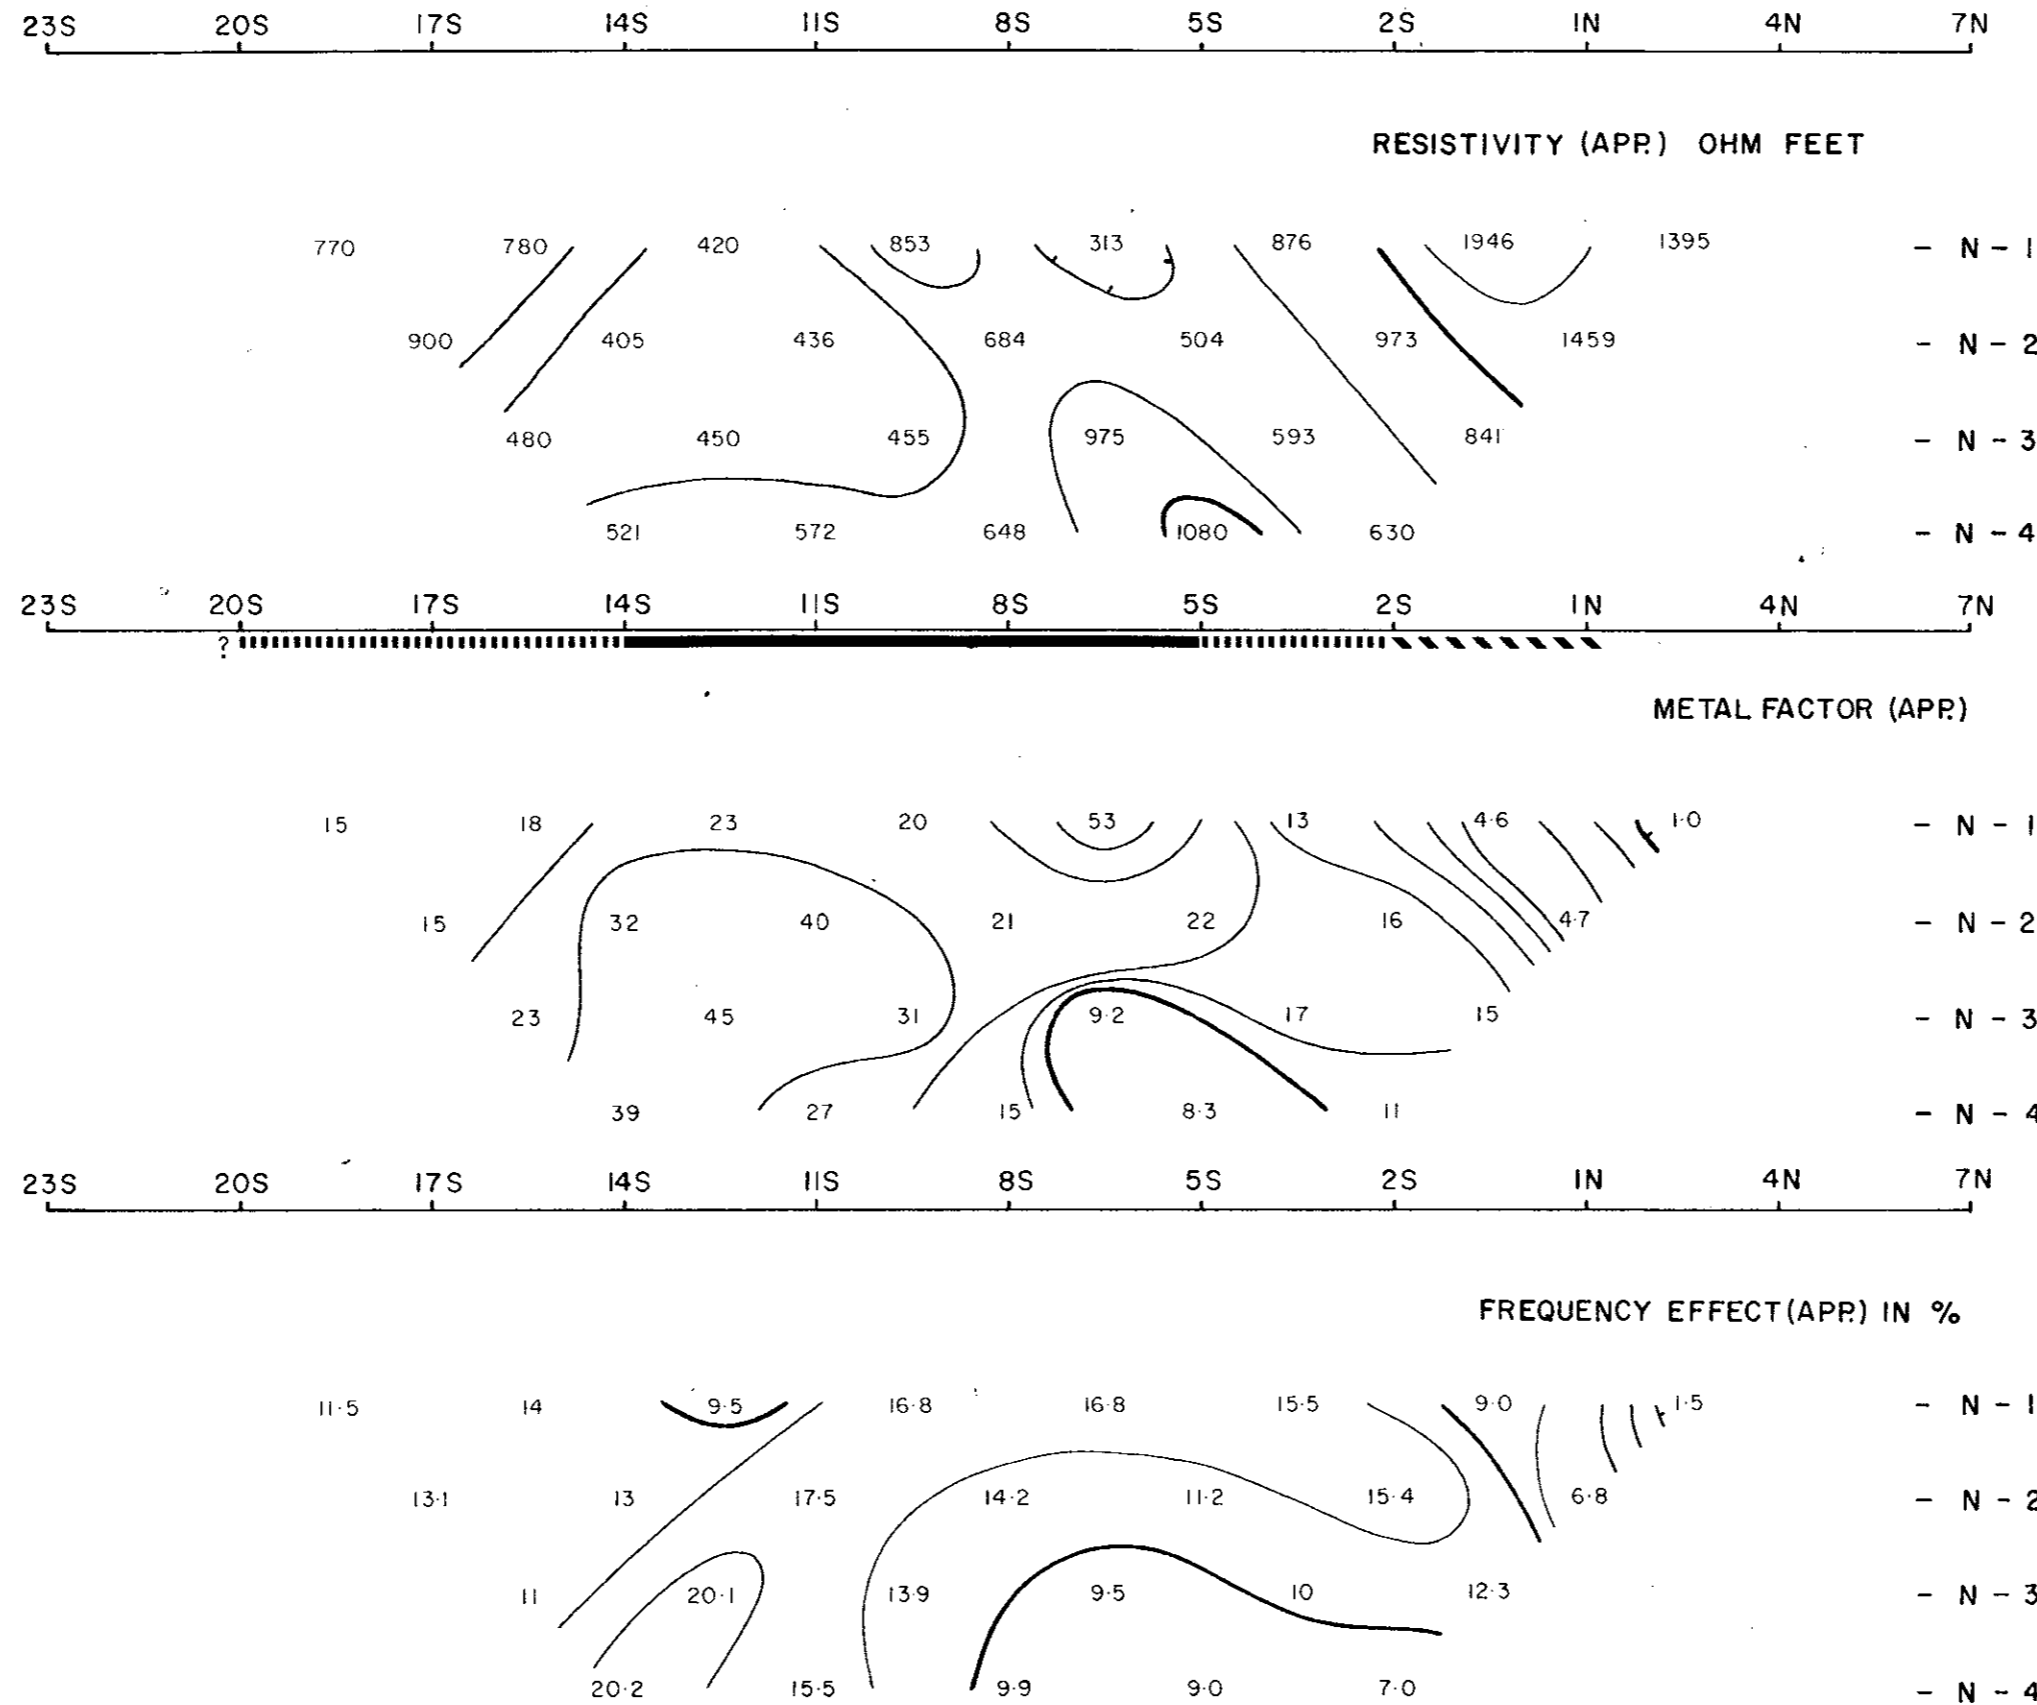 23S 20S 17S 14S 11S 8S 5S 2S 1N 4N 7N
RESISTIVITY (APP.) OHM FEET
770 780 420 853 313 876 1946 1395 - N - 1
900 405 436 684 504 973 1459 - N - 2
480 450 455 975 593 841 - N - 3
521 572 648 1080 630 - N - 4
23S 20S 17S 14S 11S 8S 5S 2S 1N 4N 7N
?
METAL FACTOR (APP.)
15 18 23 20 53 13 4·6 1·0 - N - 1
15 32 40 21 22 16 4·7 - N - 2
23 45 31 9·2 17 15 - N - 3
39 27 15 8·3 11 - N - 4
23S 20S 17S 14S 11S 8S 5S 2S 1N 4N 7N
FREQUENCY EFFECT (APP.) IN %
11·5 14 9·5 16·8 16·8 15·5 9·0 1·5 - N - 1
13·1 13 17·5 14·2 11·2 15·4 6·8 - N - 2
11 20·1 13·9 9·5 10 12·3 - N - 3
20·2 15·5 9·9 9·0 7·0 - N - 4